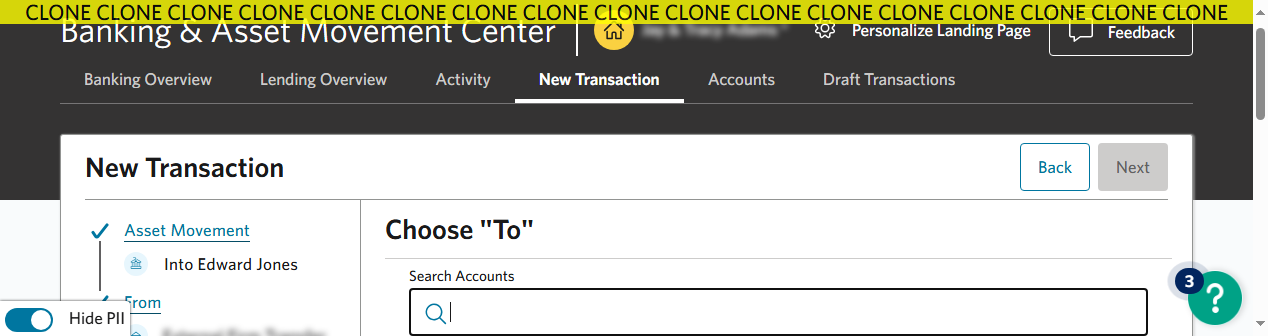 CLONE CLONE CLONE CLONE CLONE CLONE CLONE CLONE CLONE CLONE CLONE CLONE CLONE CLONE CLONE CLONE CLONE
Banking & Asset Movement Center
Personalize Landing Page
Feedback
Banking Overview Lending Overview Activity New Transaction Accounts Draft Transactions
New Transaction
Back Next
Asset Movement
Into Edward Jones
From
Choose "To"
Search Accounts
3 ?
Hide PII